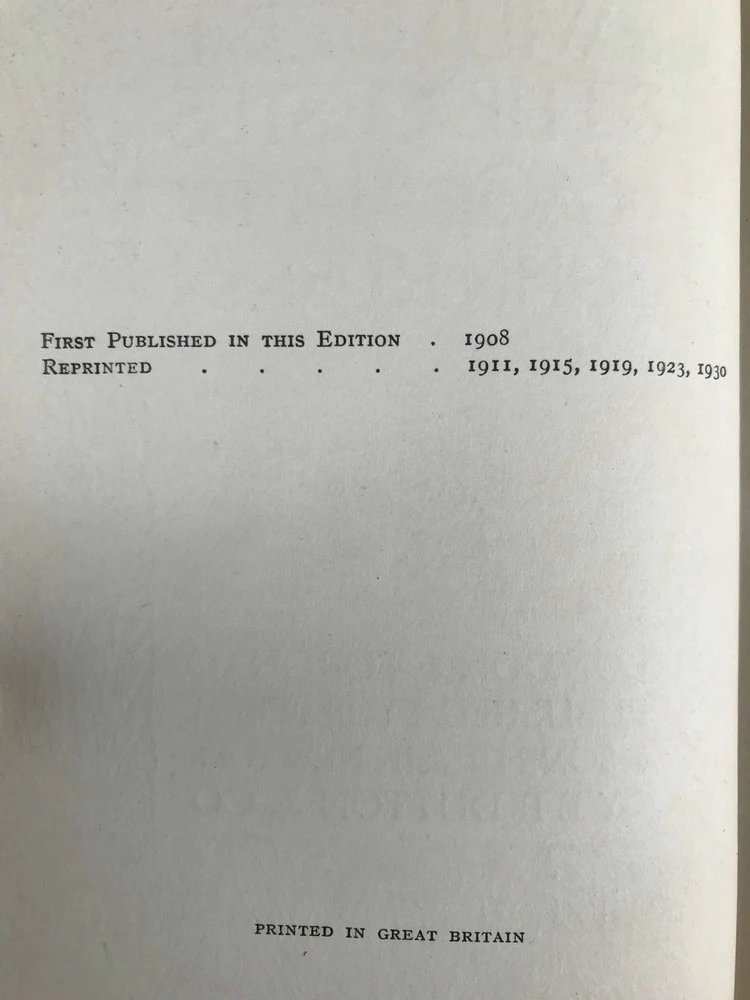 First Published in this Edition . 1908
Reprinted . . . . . 1911, 1915, 1919, 1923, 1930
PRINTED IN GREAT BRITAIN